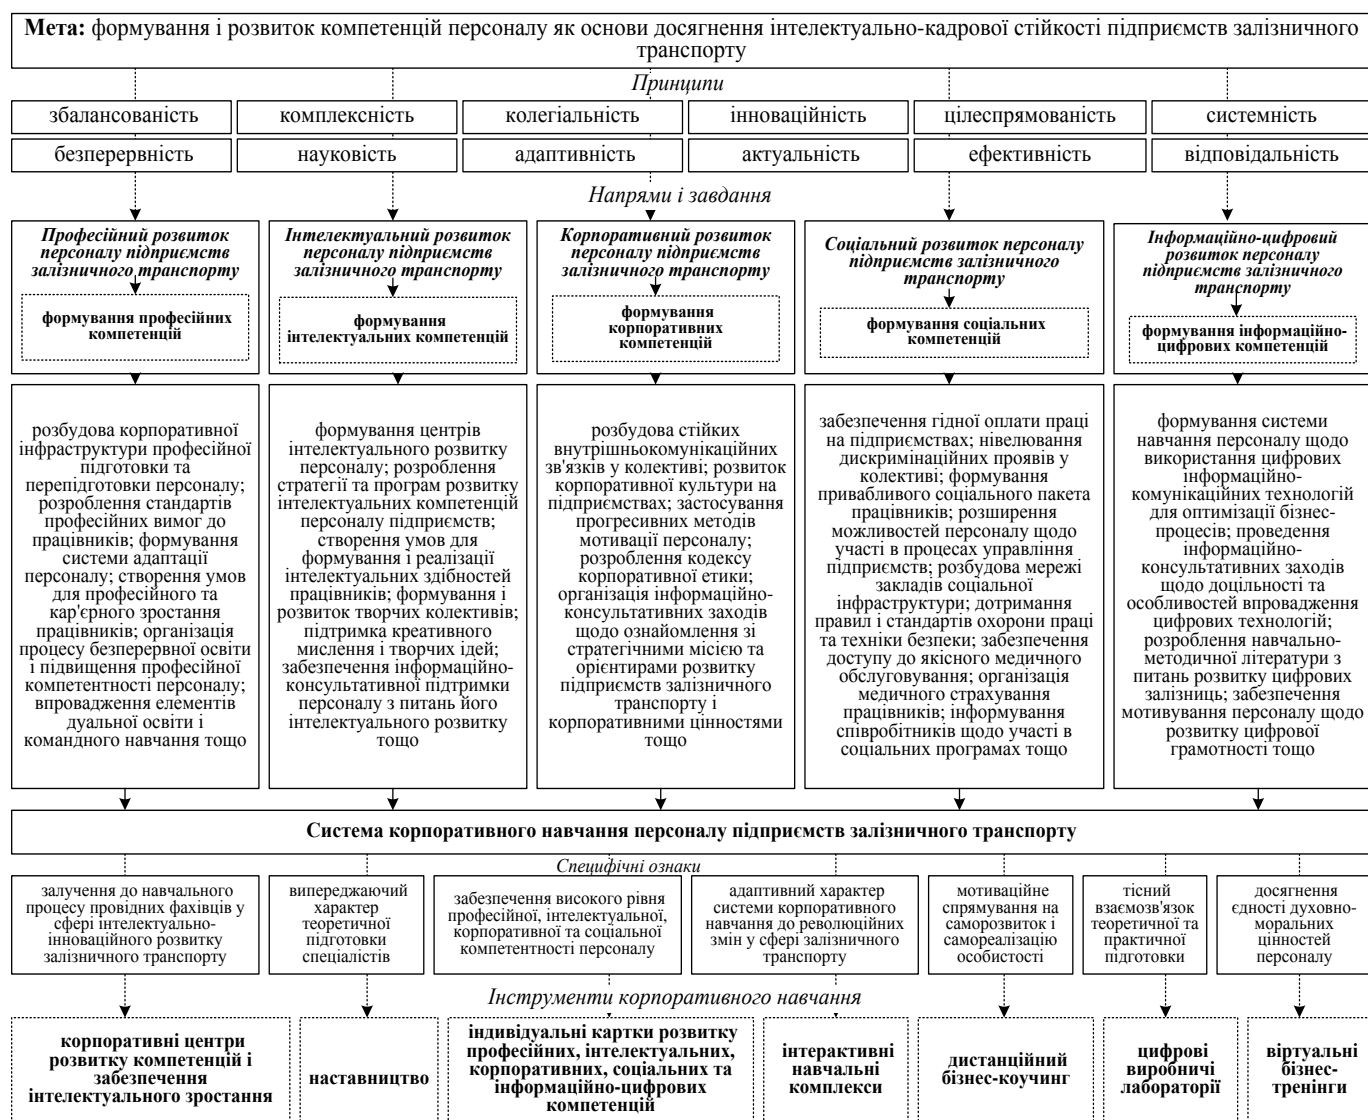 Мета: формування і розвиток компетенцій персоналу як основи досягнення інтелектуально-кадрової стійкості підприємств залізничного
транспорту
Принципи
збалансованість
комплексність
колегіальність
інноваційність
цілеспрямованість
системність
безперервність
науковість
адаптивність
актуальність
ефективність
відповідальність
Напрями і завдання
Професійний розвиток
персоналу підприємств
залізничного транспорту
формування професійних
компетенцій
Інтелектуальний розвиток
персоналу підприємств
залізничного транспорту
формування
інтелектуальних компетенцій
Корпоративний розвиток
персоналу підприємств
залізничного транспорту
формування
корпоративних
компетенцій
Соціальний розвиток персоналу
підприємств залізничного
транспорту
формування соціальних
компетенцій
Інформаційно-цифровий
розвиток персоналу
підприємств залізничного
транспорту
формування інформаційно-
цифрових компетенцій
розбудова корпоративної
інфраструктури професійної
підготовки та
перепідготовки персоналу;
розроблення стандартів
професійних вимог до
працівників; формування
системи адаптації
персоналу; створення умов
для професійного та
кар'єрного зростання
працівників; організація
процесу безперервної освіти
і підвищення професійної
компетентності персоналу;
впровадження елементів
дуальної освіти і
командного навчання тощо
формування центрів
інтелектуального розвитку
персоналу; розроблення
стратегії та програм розвитку
інтелектуальних компетенцій
персоналу підприємств;
створення умов для
формування і реалізації
інтелектуальних здібностей
працівників; формування і
розвиток творчих колективів;
підтримка креативного
мислення і творчих ідей;
забезпечення інформаційно-
консультативної підтримки
персоналу з питань його
інтелектуального розвитку
тощо
розбудова стійких
внутрішньокомунікаційних
зв'язків у колективі; розвиток
корпоративної культури на
підприємствах; застосування
прогресивних методів
мотивації персоналу;
розроблення кодексу
корпоративної етики;
організація інформаційно-
консультативних заходів
щодо ознайомлення зі
стратегічними місією та
орієнтирами розвитку
підприємств залізничного
транспорту і
корпоративними цінностями
тощо
забезпечення гідної оплати праці
на підприємствах; нівелювання
дискримінаційних проявів у
колективі; формування
привабливого соціального пакета
працівників; розширення
можливостей персоналу щодо
участі в процесах управління
підприємств; розбудова мережі
закладів соціальної
інфраструктури; дотримання
правил і стандартів охорони праці
та техніки безпеки; забезпечення
доступу до якісного медичного
обслуговування; організація
медичного страхування
працівників; інформування
співробітників щодо участі в
соціальних програмах тощо
формування системи
навчання персоналу щодо
використання цифрових
інформаційно-
комунікаційних технологій
для оптимізації бізнес-
процесів; проведення
інформаційно-
консультативних заходів
щодо доцільності та
особливостей впровадження
цифрових технологій;
розроблення навчально-
методичної літератури з
питань розвитку цифрових
залізниць; забезпечення
мотивування персоналу щодо
розвитку цифрової
грамотності тощо
Система корпоративного навчання персоналу підприємств залізничного транспорту
Специфічні ознаки
залучення до навчального
процесу провідних фахівців у
сфері інтелектуально-
інноваційного розвитку
залізничного транспорту
випереджаючий
характер
теоретичної
підготовки
спеціалістів
забезпечення високого рівня
професійної, інтелектуальної,
корпоративної та соціальної
компетентності персоналу
адаптивний характер
системи корпоративного
навчання до революційних
змін у сфері залізничного
транспорту
мотиваційне
спрямування на
саморозвиток і
самореалізацію
особистості
тісний
взаємозв'язок
теоретичної та
практичної
підготовки
досягнення
єдності духовно-
моральних
цінностей
персоналу
Інструменти корпоративного навчання
корпоративні центри
розвитку компетенцій і
забезпечення
інтелектуального зростання
наставництво
індивідуальні картки розвитку
професійних, інтелектуальних,
корпоративних, соціальних та
інформаційно-цифрових
компетенцій
інтерактивні
навчальні
комплекси
дистанційний
бізнес-коучинг
цифрові
виробничі
лабораторії
віртуальні
бізнес-
тренінги